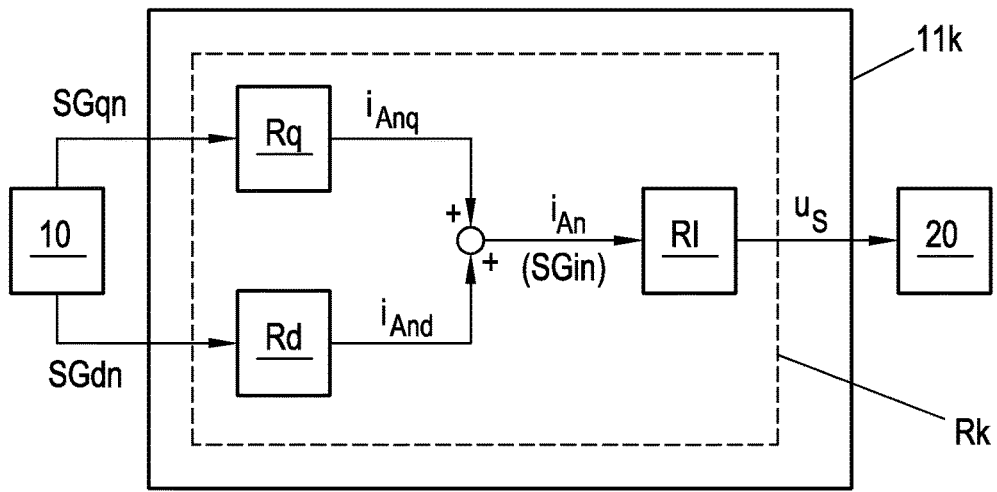 11k
SGqn
Rq
iAnq
+
10
iAn
(SGin)
+
RI
uS
20
Rd
iAnd
SGdn
Rk